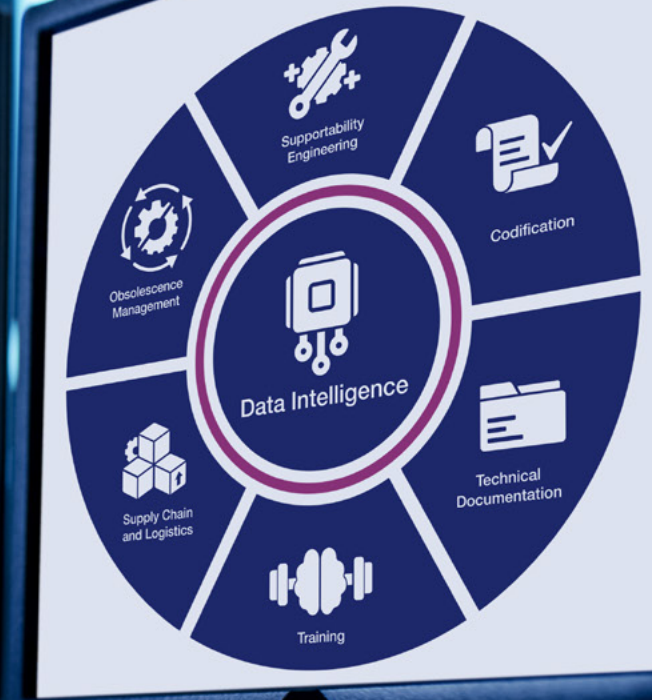 Supportability
Engineering
Codification
Obsolescence
Management
Data Intelligence
Technical
Documentation
Supply Chain
and Logistics
Training